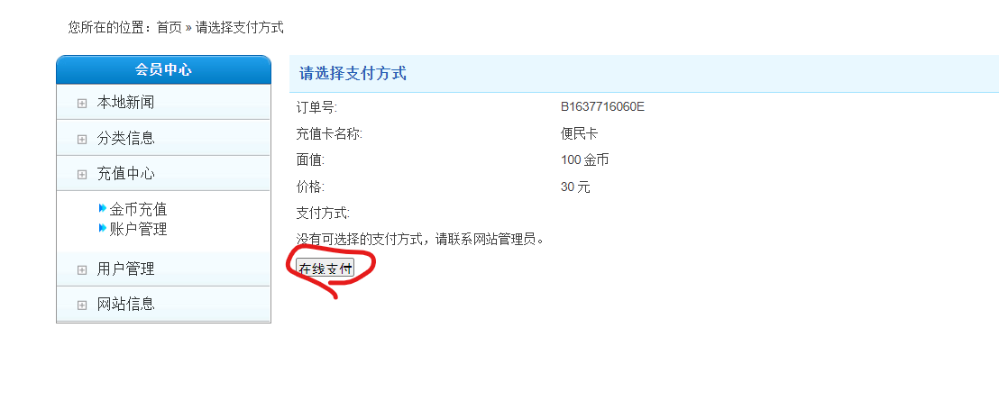 您所在的位置：首页 » 请选择支付方式
会员中心
本地新闻
分类信息
充值中心
金币充值
账户管理
用户管理
网站信息
请选择支付方式
订单号: B1637716060E
充值卡名称: 便民卡
面值: 100 金币
价格: 30 元
支付方式:
没有可选择的支付方式，请联系网站管理员。
在线支付